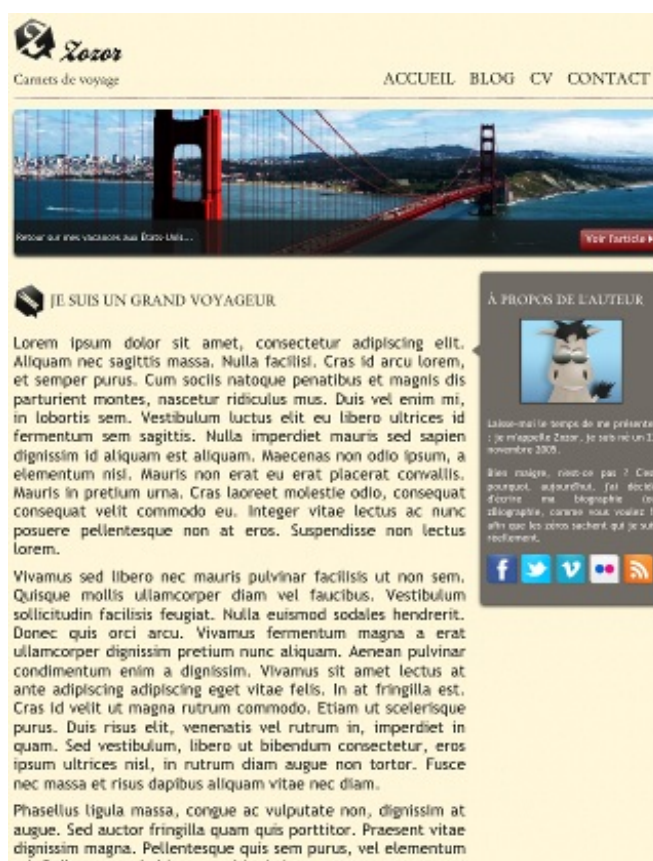 Zozor
Carnets de voyage
ACCUEIL BLOG CV CONTACT
Retour sur mes vacances aux États-Unis...
Voir l'article
JE SUIS UN GRAND VOYAGEUR
Lorem ipsum dolor sit amet, consectetur adipiscing elit.
Aliquam nec sagittis massa. Nulla facilisi. Cras id arcu lorem,
et semper purus. Cum sociis natoque penatibus et magnis dis
parturient montes, nascetur ridiculus mus. Duis vel enim mi,
in lobortis sem. Vestibulum luctus elit eu libero ultrices id
fermentum sem sagittis. Nulla imperdiet mauris sed sapien
dignissim id aliquam est aliquam. Maecenas non odio ipsum, a
elementum nisi. Mauris non erat eu erat placerat convallis.
Mauris in pretium urna. Cras laoreet molestie odio, consequat
consequat velit commodo eu. Integer vitae lectus ac nunc
posuere pellentesque non at eros. Suspendisse non lectus
lorem.
Vivamus sed libero nec mauris pulvinar facilisis ut non sem.
Quisque mollis ullamcorper diam vel faucibus. Vestibulum
sollicitudin facilisis feugiat. Nulla euismod sodales hendrerit.
Donec quis orci arcu. Vivamus fermentum magna a erat
ullamcorper dignissim pretium nunc aliquam. Aenean pulvinar
condimentum enim a dignissim. Vivamus sit amet lectus at
ante adipiscing adipiscing eget vitae felis. In at fringilla est.
Cras id velit ut magna rutrum commodo. Etiam ut scelerisque
purus. Duis risus elit, venenatis vel rutrum in, imperdiet in
quam. Sed vestibulum, libero ut bibendum consectetur, eros
ipsum ultrices nisl, in rutrum diam augue non tortor. Fusce
nec massa et risus dapibus aliquam vitae nec diam.
Phasellus ligula massa, congue ac vulputate non, dignissim at
augue. Sed auctor fringilla quam quis porttitor. Praesent vitae
dignissim magna. Pellentesque quis sem purus, vel elementum
À PROPOS DE L'AUTEUR
Laisse-moi le temps de me présente
: je m'appelle Zozor, je suis né un
novembre 2005.
Bien maigre, n'est-ce pas ?
pourquoi, aujourd'hui, j'ai
d'écrire ma biographie
zBiographie, comme vous voulez
afin que les zéros sachent qui je
réellement.